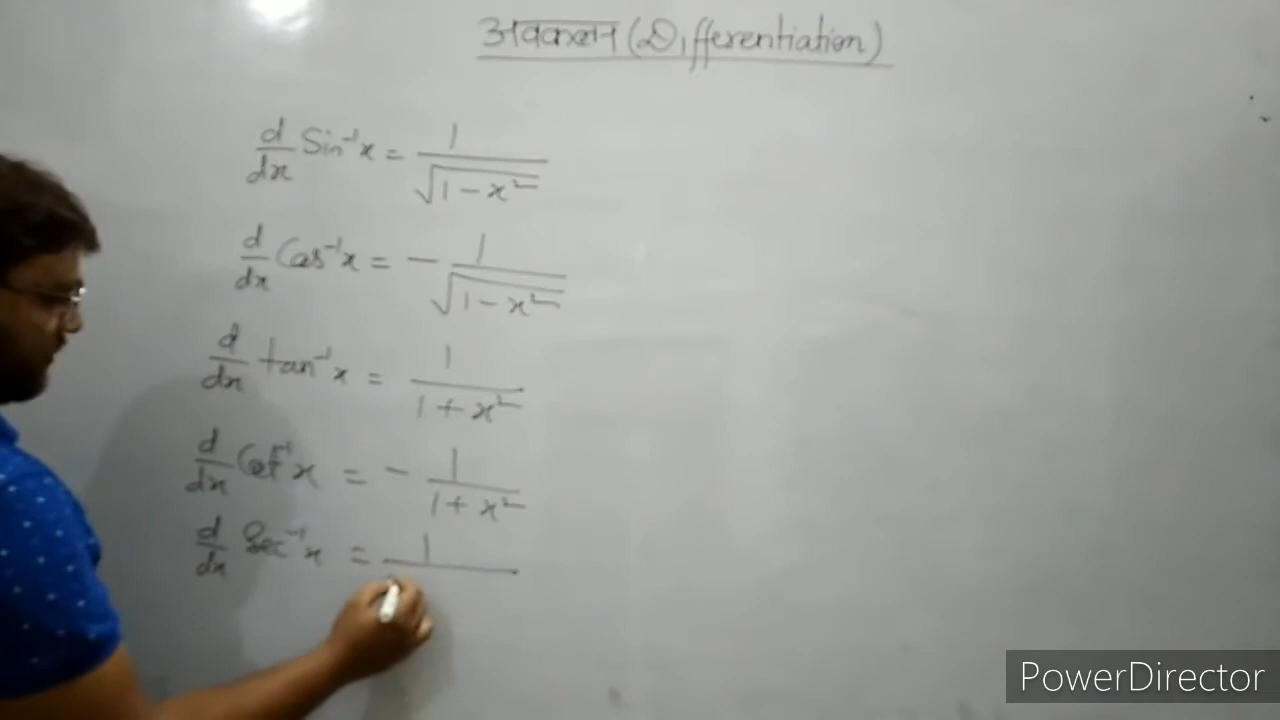 अवकलन (Differentiation)
d/dx Sin⁻¹x = 1/√(1-x²)
d/dx Cos⁻¹x = - 1/√(1-x²)
d/dx tan⁻¹x = 1/(1+x²)
d/dx Cot⁻¹x = - 1/(1+x²)
d/dx Sec⁻¹x = 1/
PowerDirector